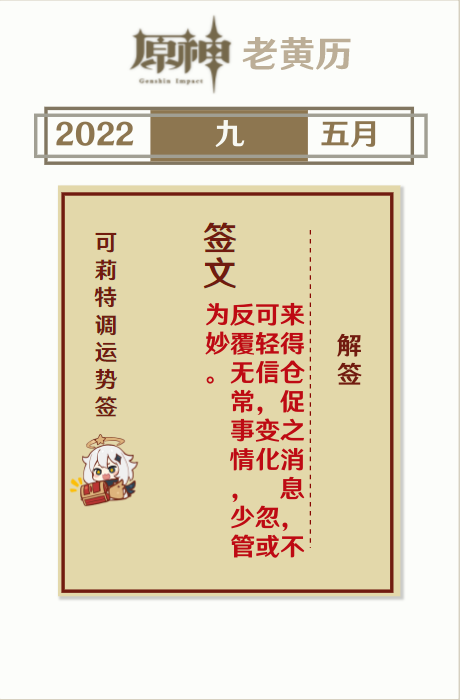 原神
Genshin Impact
老黄历
2022
九
五月
解签
签文
来得仓促之消息，不
可轻信，变化忽或
反覆无常事情，少管
为妙。
可莉特调运势签